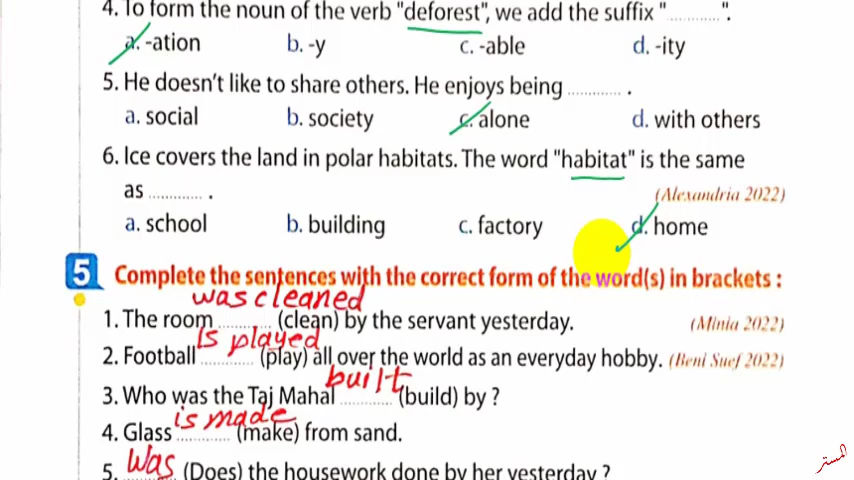 4. To form the noun of the verb "deforest", we add the suffix "............".
a. -ation b. -y c. -able d. -ity
5. He doesn't like to share others. He enjoys being ............ .
a. social b. society c. alone d. with others
6. Ice covers the land in polar habitats. The word "habitat" is the same
as ............ . (Alexandria 2022)
a. school b. building c. factory d. home
5 Complete the sentences with the correct form of the word(s) in brackets :
was cleaned
1. The room ............ (clean) by the servant yesterday. (Minia 2022)
Is played
2. Football ............ (play) all over the world as an everyday hobby. (Beni Suef 2022)
built
3. Who was the Taj Mahal ............ (build) by ?
is made
4. Glass ............ (make) from sand.
5. Was (Does) the housework done by her yesterday ?